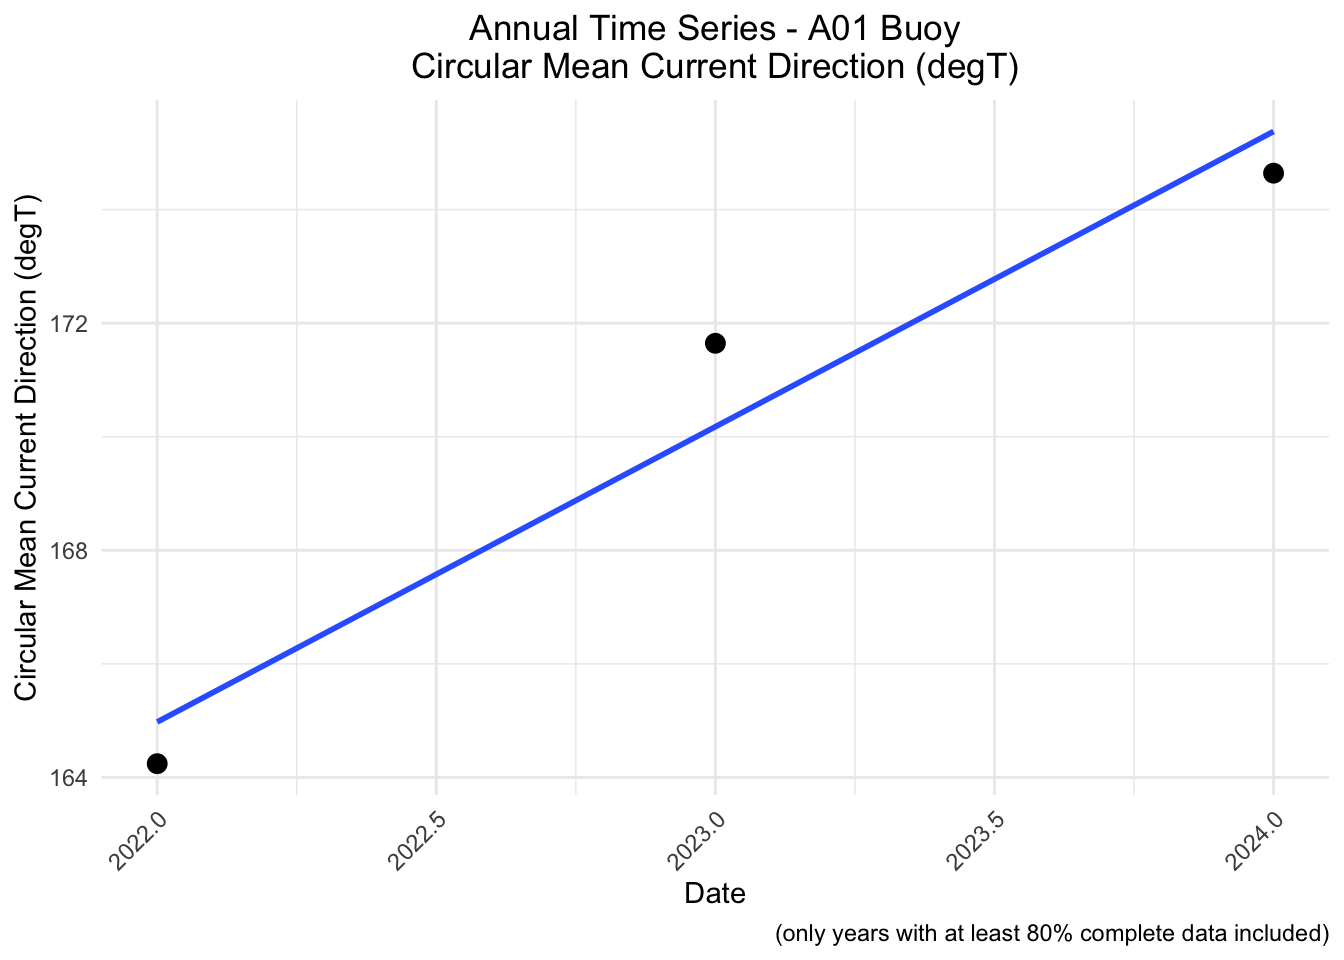 Annual Time Series - A01 Buoy
Circular Mean Current Direction (degT)
Circular Mean Current Direction (degT)
172
168
164
2022.0
2022.5
2023.0
2023.5
2024.0
Date
(only years with at least 80% complete data included)